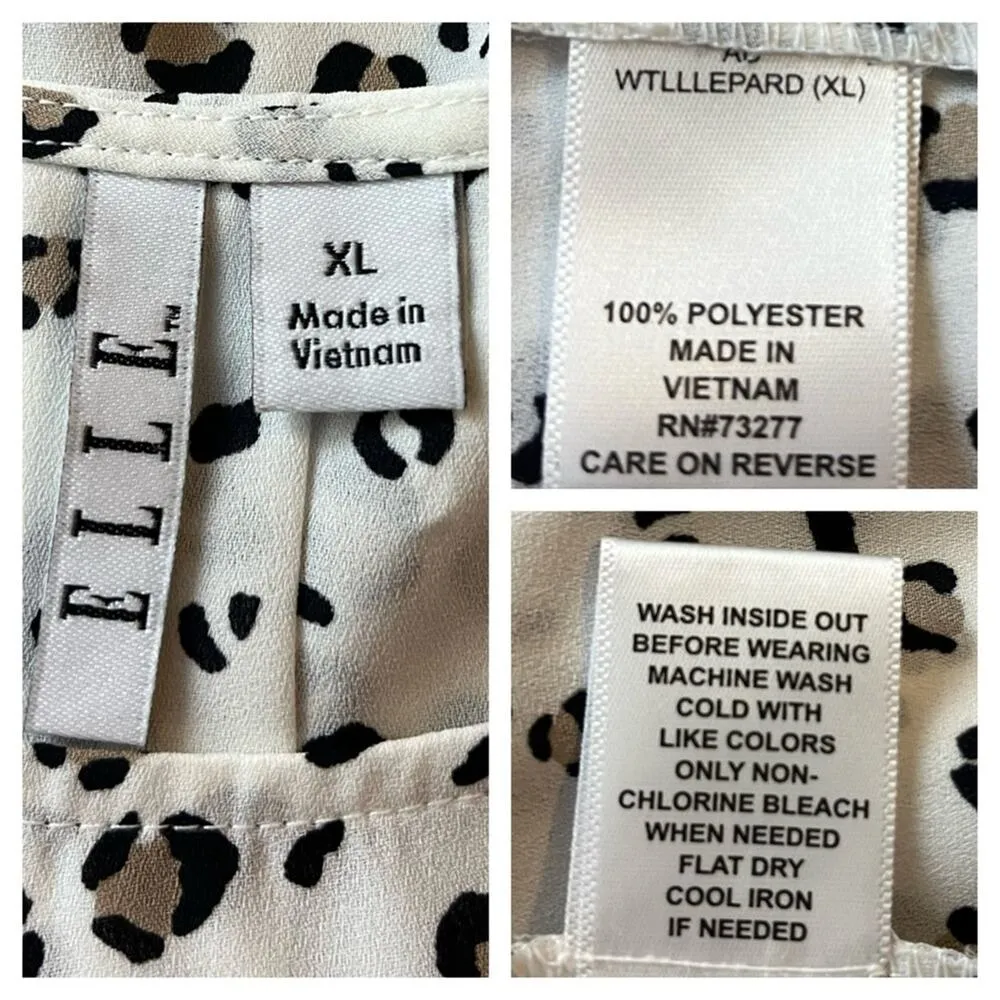 ELLE™
XL
Made in
Vietnam
WTLLLEPARD (XL)
100% POLYESTER
MADE IN
VIETNAM
RN#73277
CARE ON REVERSE
WASH INSIDE OUT
BEFORE WEARING
MACHINE WASH
COLD WITH
LIKE COLORS
ONLY NON-
CHLORINE BLEACH
WHEN NEEDED
FLAT DRY
COOL IRON
IF NEEDED